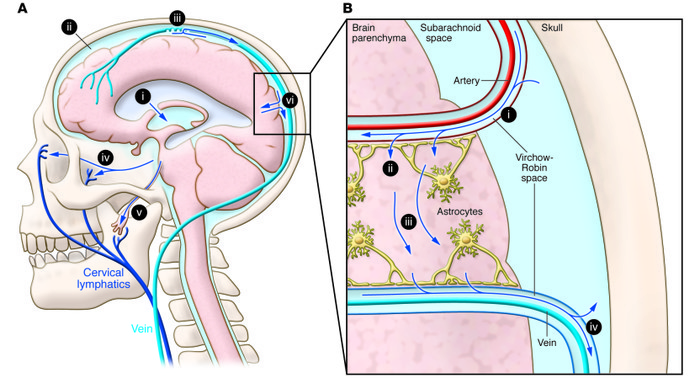 A
B
iii
ii
i
vi
iv
v
Cervical
lymphatics
Vein
Brain
parenchyma
Subarachnoid
space
Skull
Artery
i
Virchow-
Robin
space
ii
iii
Astrocytes
iv
Vein